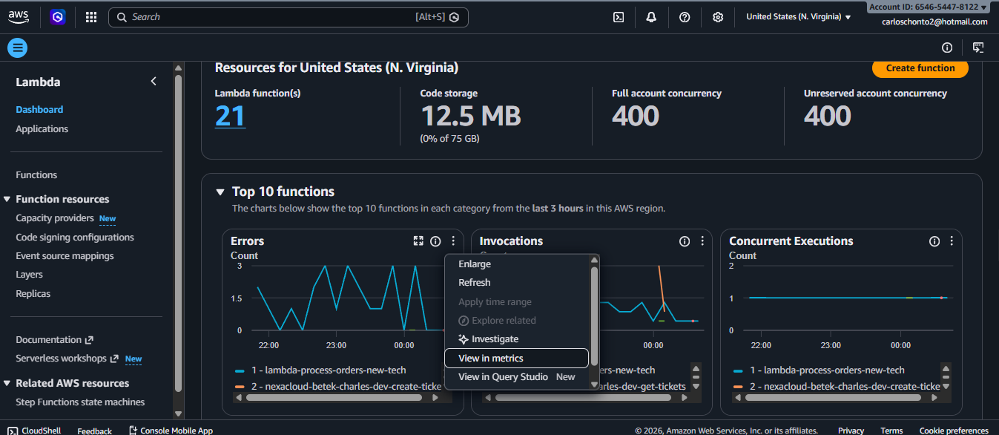 aws
Search
[Alt+S]
United States (N. Virginia)
Account ID: 6546-5447-8122
carloschonto2@hotmail.com
Lambda
Dashboard
Applications
Functions
Function resources
Capacity providers New
Code signing configurations
Event source mappings
Layers
Replicas
Documentation
Serverless workshops New
Related AWS resources
Step Functions state machines
Resources for United States (N. Virginia)
Create function
Lambda function(s)
21
Code storage
12.5 MB
(0% of 75 GB)
Full account concurrency
400
Unreserved account concurrency
400
Top 10 functions
The charts below show the top 10 functions in each category from the last 3 hours in this AWS region.
Errors
Count
3
1.5
0
22:00 23:00 00:00
1 - lambda-process-orders-new-tech
2 - nexacloud-betek-charles-dev-create-ticke
Enlarge
Refresh
Apply time range
Explore related
Investigate
View in metrics
View in Query Studio New
Invocations
00:00
ers-new-tech
rles-dev-get-tickets
Concurrent Executions
Count
2
1
0
22:00 23:00 00:00
1 - lambda-process-orders-new-tech
2 - nexacloud-betek-charles-dev-create-ticke
CloudShell
Feedback
Console Mobile App
© 2026, Amazon Web Services, Inc. or its affiliates.
Privacy
Terms
Cookie preferences